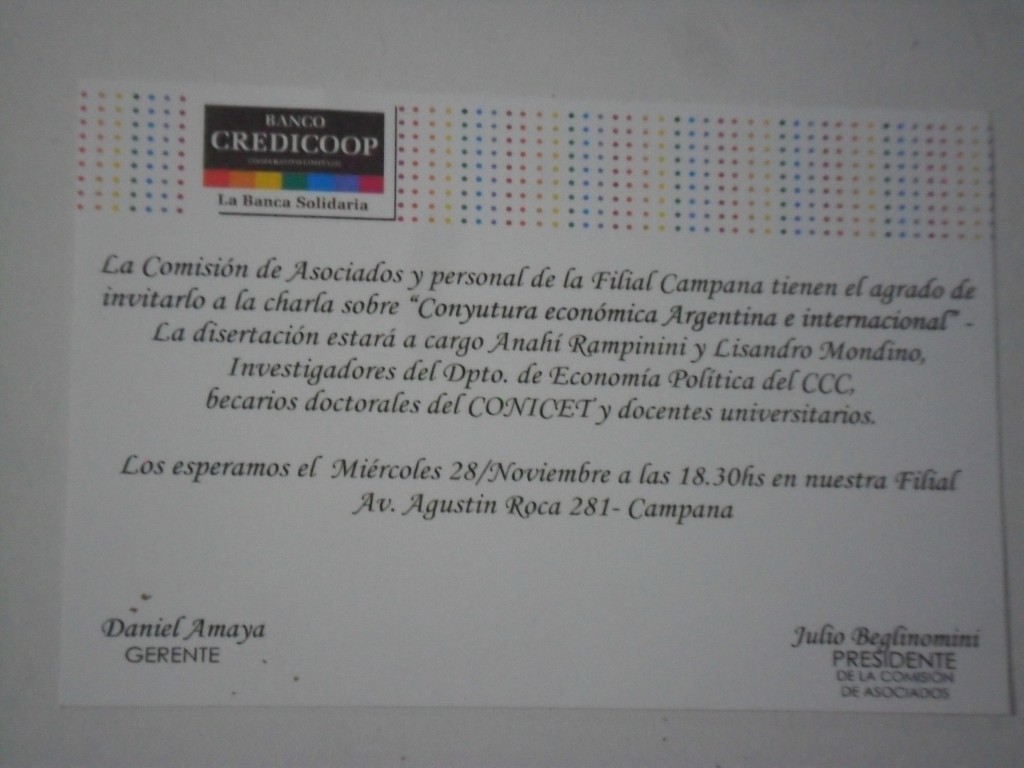 BANCO
CREDICOOP
COOPERATIVO LIMITADO
La Banca Solidaria
La Comisión de Asociados y personal de la Filial Campana tienen el agrado de
invitarlo a la charla sobre "Conyutura económica Argentina e internacional" -
La disertación estará a cargo Anahí Rampinini y Lisandro Mondino,
Investigadores del Dpto. de Economía Política del CCC,
becarios doctorales del CONICET y docentes universitarios.
Los esperamos el Miércoles 28/Noviembre a las 18.30hs en nuestra Filial
Av. Agustin Roca 281- Campana
Daniel Amaya
GERENTE
Julio Beglinomini
PRESIDENTE
DE LA COMISIÓN
DE ASOCIADOS